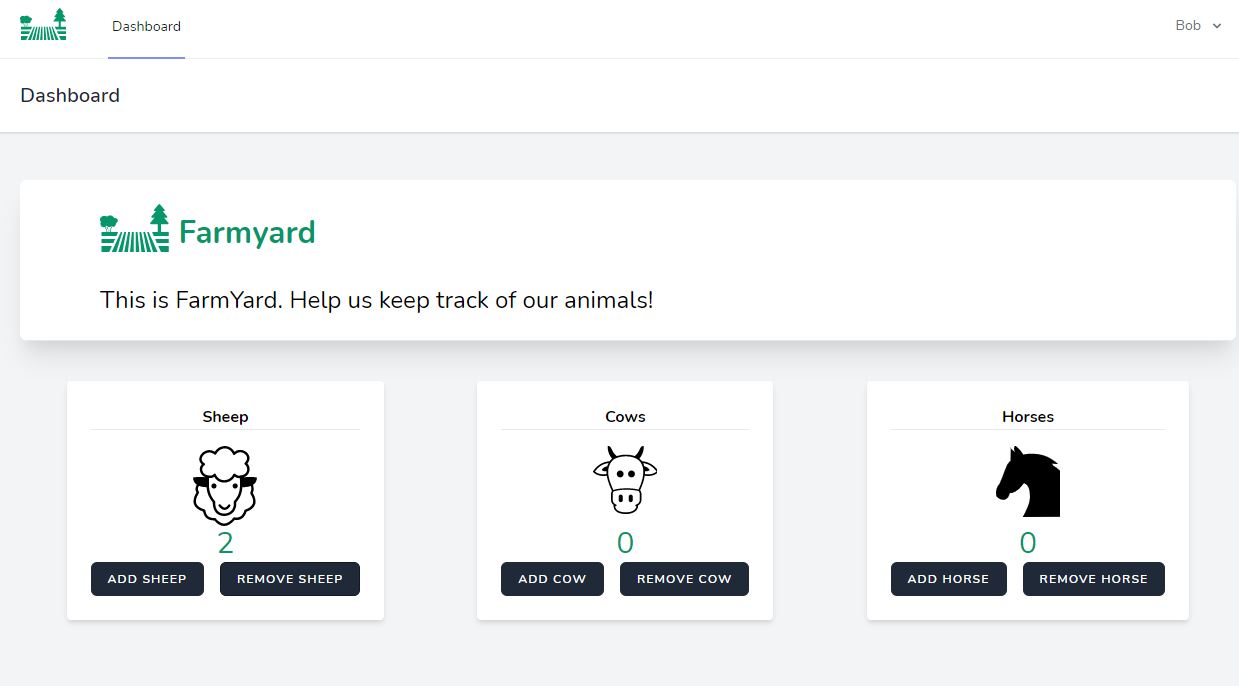 Dashboard
Bob
Dashboard
Farmyard
This is FarmYard. Help us keep track of our animals!
Sheep
2
ADD SHEEP REMOVE SHEEP
Cows
0
ADD COW REMOVE COW
Horses
0
ADD HORSE REMOVE HORSE